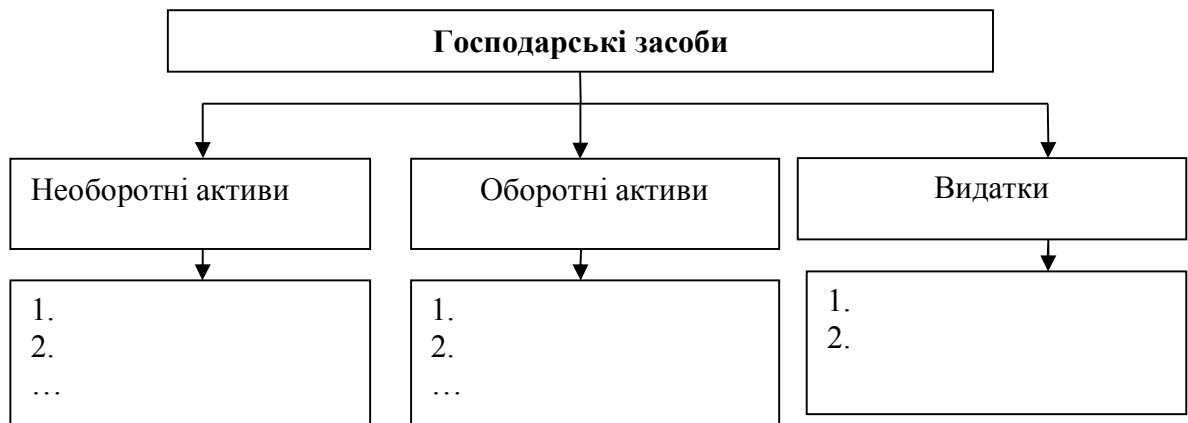 Господарські засоби
Необоротні активи
Оборотні активи
Видатки
1.
2.
…
1.
2.
…
1.
2.